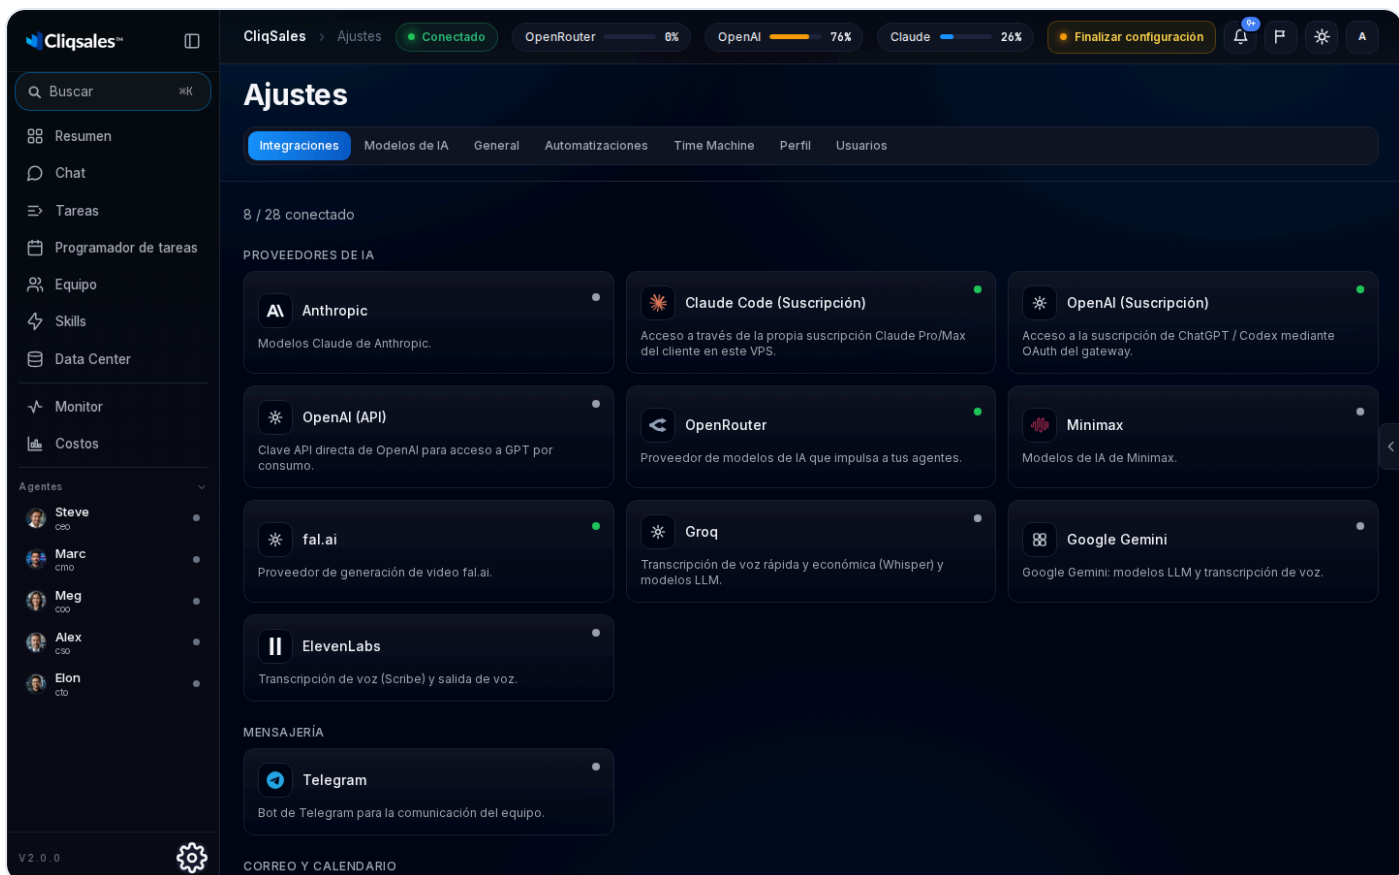 Cliqsales™
CliqSales > Ajustes
Conectado
OpenRouter 0%
OpenAI 76%
Claude 26%
Finalizar configuración
9+
A
Buscar ⌘K
Resumen
Chat
Tareas
Programador de tareas
Equipo
Skills
Data Center
Monitor
Costos
Agentes
Steve
ceo
Marc
cmo
Meg
coo
Alex
cso
Elon
cto
V2.0.0
Ajustes
Integraciones Modelos de IA General Automatizaciones Time Machine Perfil Usuarios
8 / 28 conectado
PROVEEDORES DE IA
Anthropic
Modelos Claude de Anthropic.
Claude Code (Suscripción)
Acceso a través de la propia suscripción Claude Pro/Max
del cliente en este VPS.
OpenAI (Suscripción)
Acceso a la suscripción de ChatGPT / Codex mediante
OAuth del gateway.
OpenAI (API)
Clave API directa de OpenAI para acceso a GPT por
consumo.
OpenRouter
Proveedor de modelos de IA que impulsa a tus agentes.
Minimax
Modelos de IA de Minimax.
fal.ai
Proveedor de generación de video fal.ai.
Groq
Transcripción de voz rápida y económica (Whisper) y
modelos LLM.
Google Gemini
Google Gemini: modelos LLM y transcripción de voz.
ElevenLabs
Transcripción de voz (Scribe) y salida de voz.
MENSAJERÍA
Telegram
Bot de Telegram para la comunicación del equipo.
CORREO Y CALENDARIO